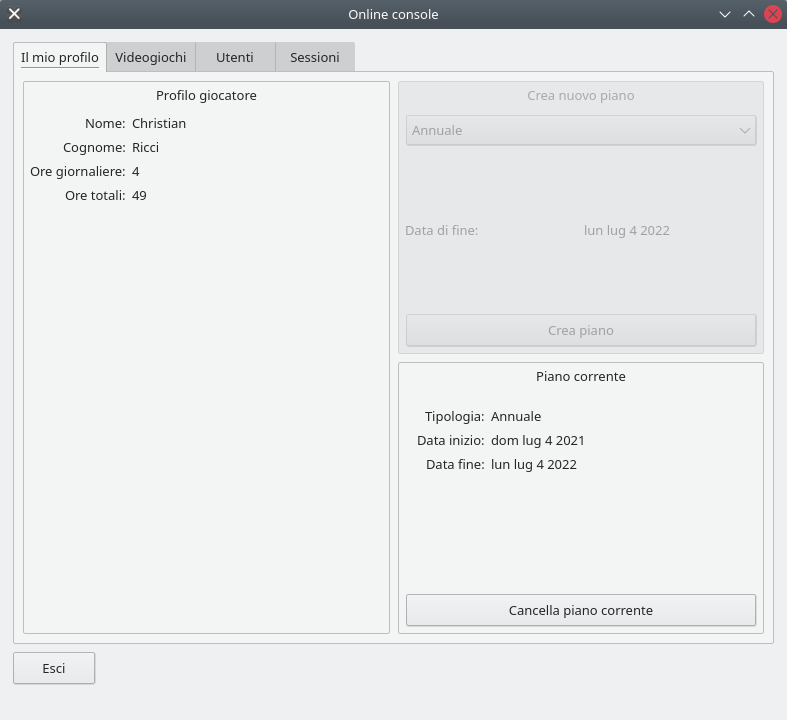 Online console
Il mio profilo
Videogiochi
Utenti
Sessioni
Profilo giocatore
Nome: Christian
Cognome: Ricci
Ore giornaliere: 4
Ore totali: 49
Crea nuovo piano
Annuale
Data di fine: lun lug 4 2022
Crea piano
Piano corrente
Tipologia: Annuale
Data inizio: dom lug 4 2021
Data fine: lun lug 4 2022
Cancella piano corrente
Esci